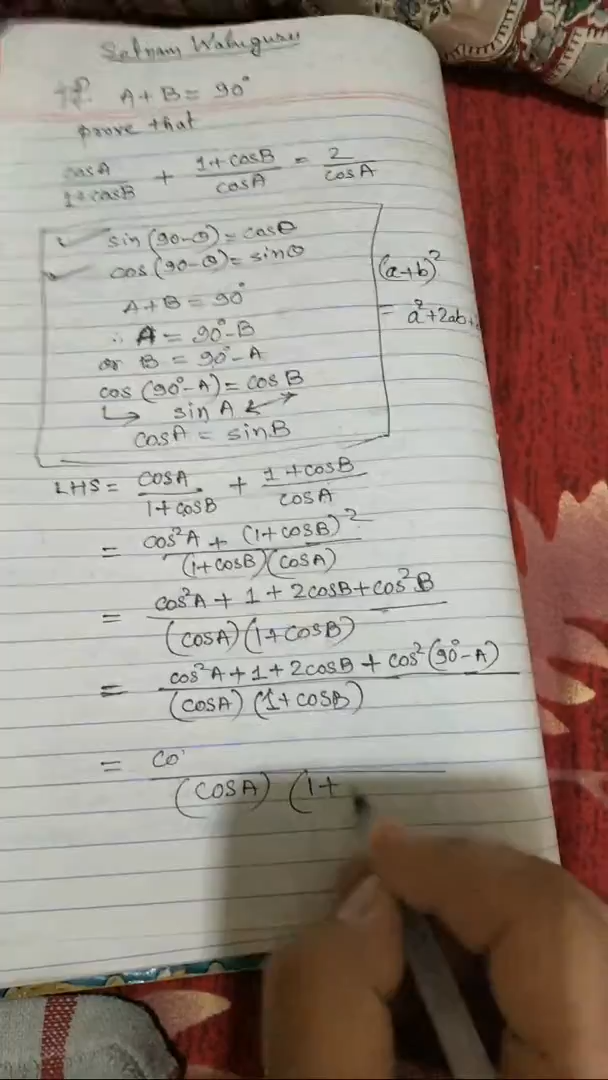 Satnam Waheguru
If A + B = 90°
prove that
cosA/1+cosB + 1+cosB/cosA = 2/cosA
sin(90-θ) = cosθ
cos(90-θ) = sinθ
A+B = 90°
∴ A = 90°-B
or B = 90°-A
cos(90°-A) = cosB
↳ sinA ↙
cosA = sinB
(a+b)²
= a²+2ab+
LHS = cosA/1+cosB + 1+cosB/cosA
= cos²A + (1+cosB)²/(1+cosB)(cosA)
= cos²A + 1 + 2cosB + cos²B/(cosA)(1+cosB)
= cos²A + 1 + 2cosB + cos²(90°-A)/(cosA)(1+cosB)
= co/(cosA)(1+